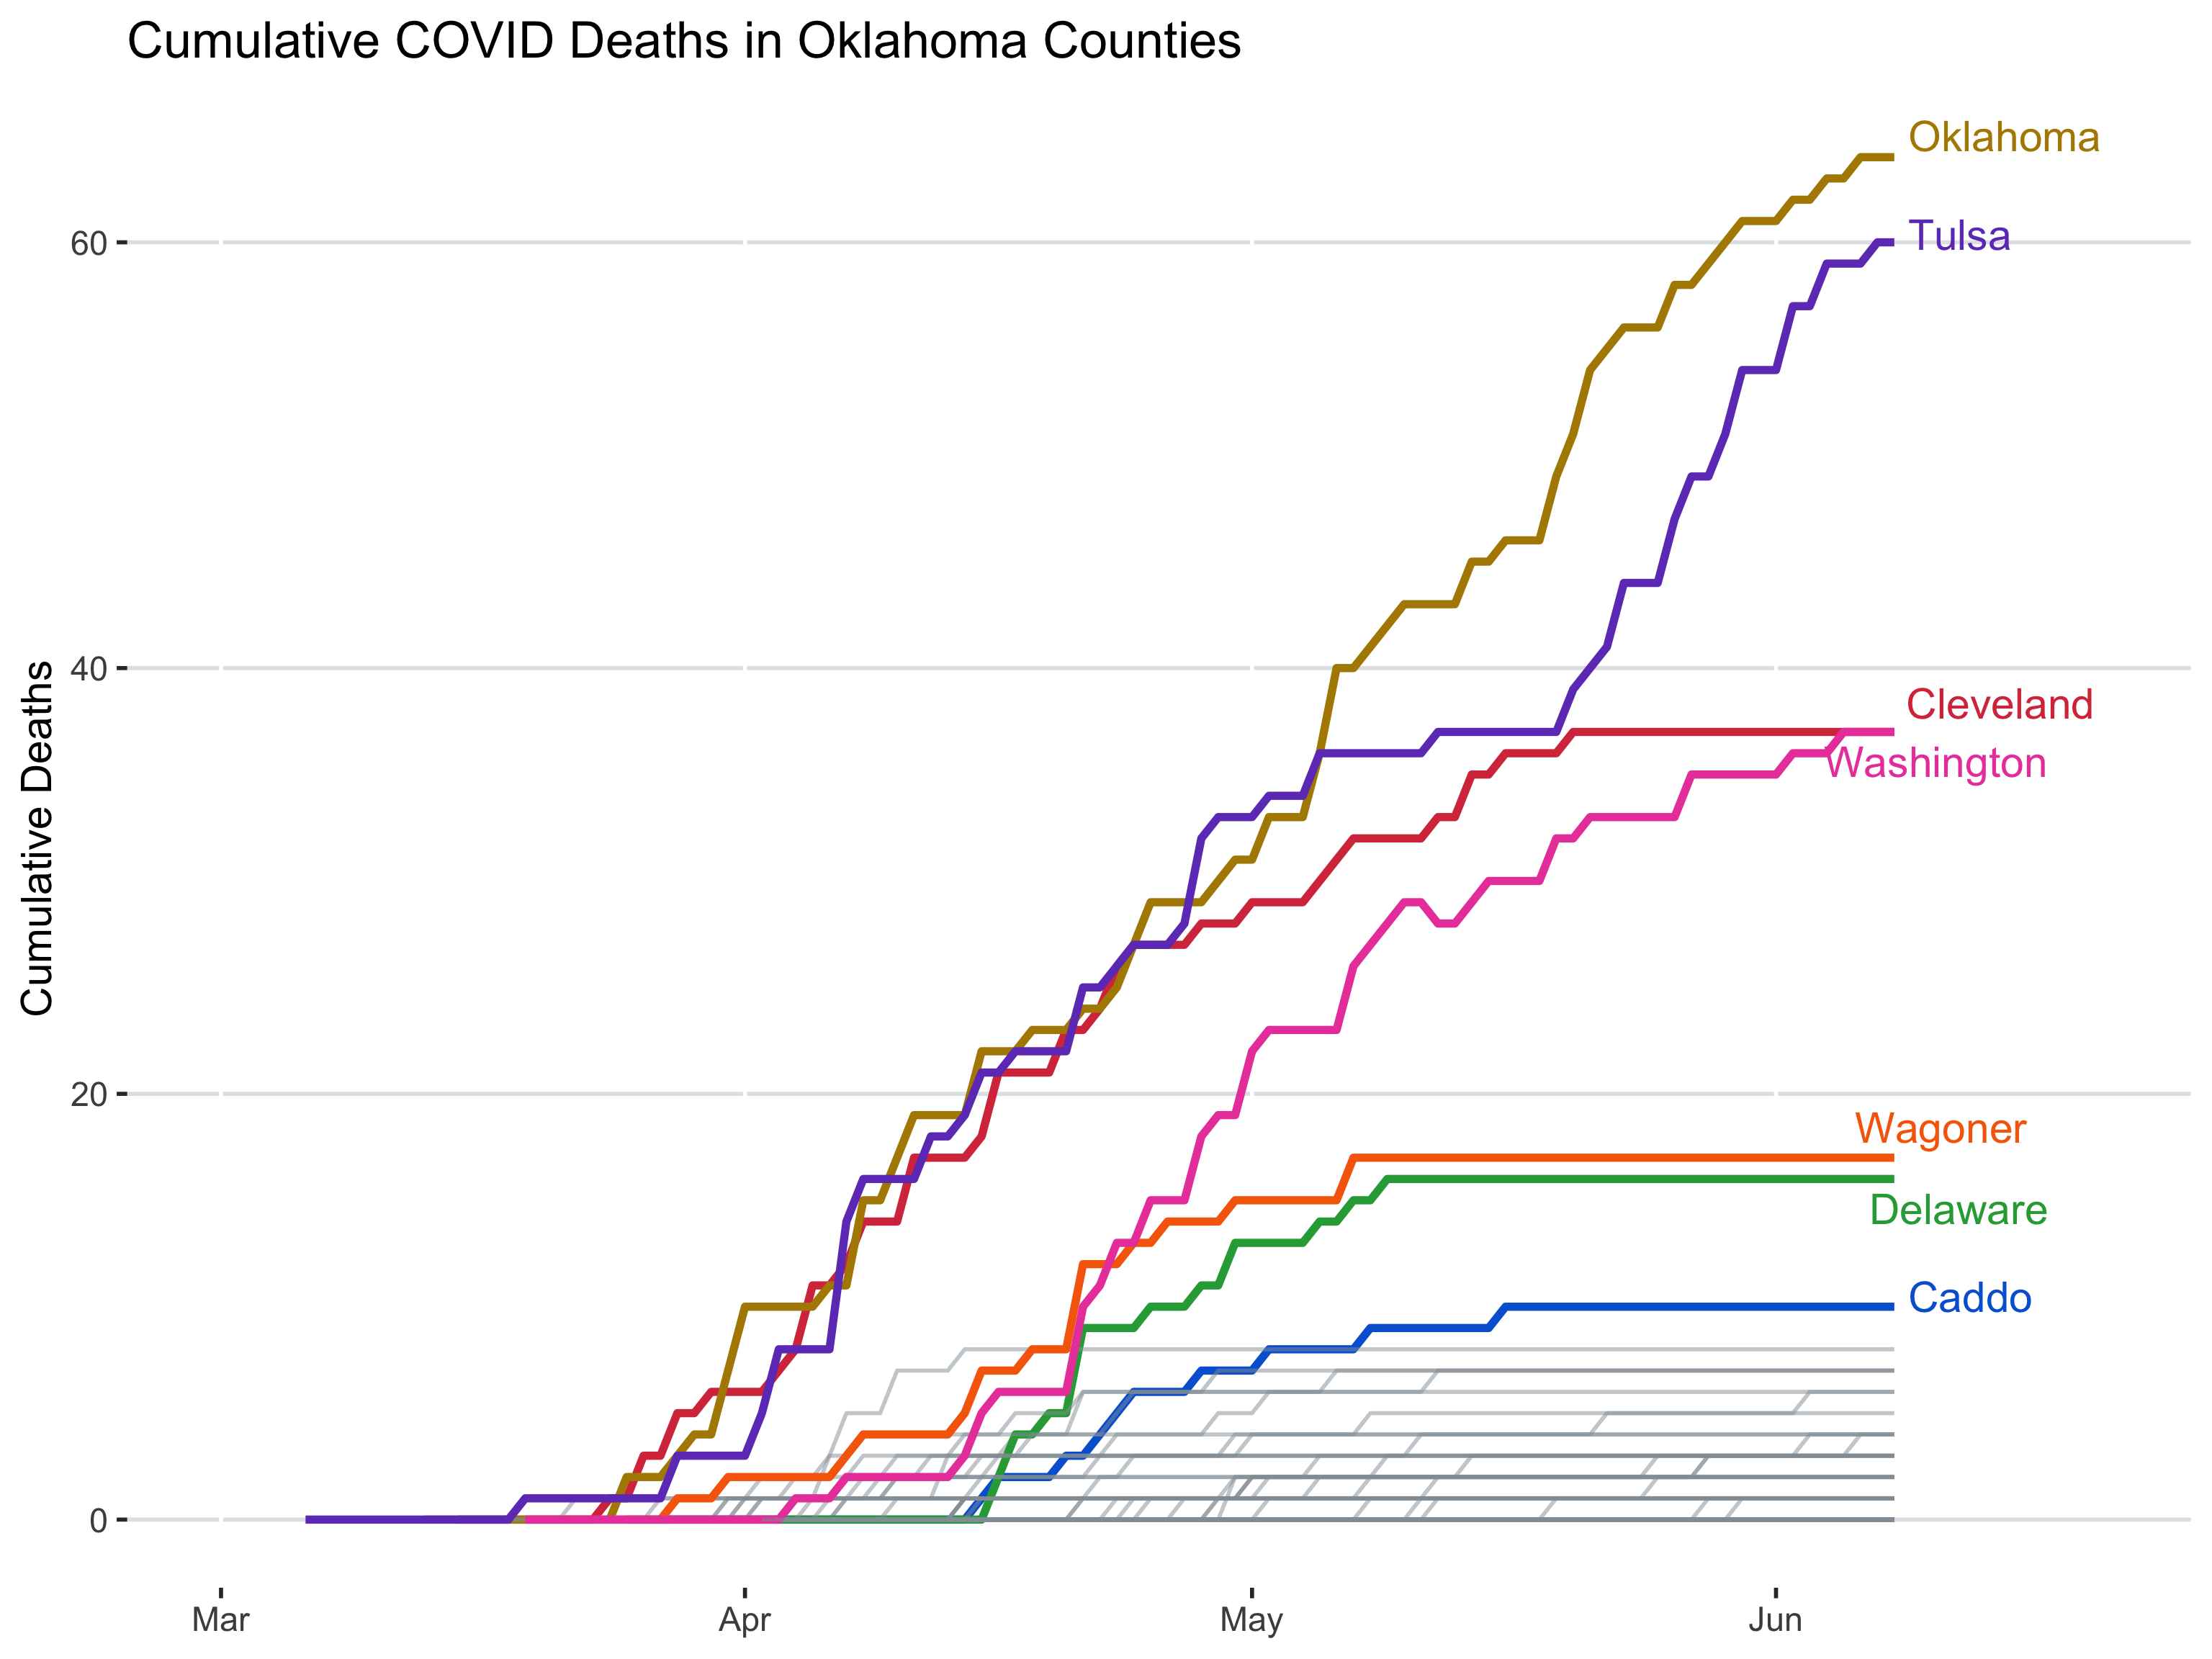 Cumulative COVID Deaths in Oklahoma Counties
Oklahoma
Tulsa
Cleveland
Washington
Wagoner
Delaware
Caddo
Cumulative Deaths
60
40
20
0
Mar
Apr
May
Jun